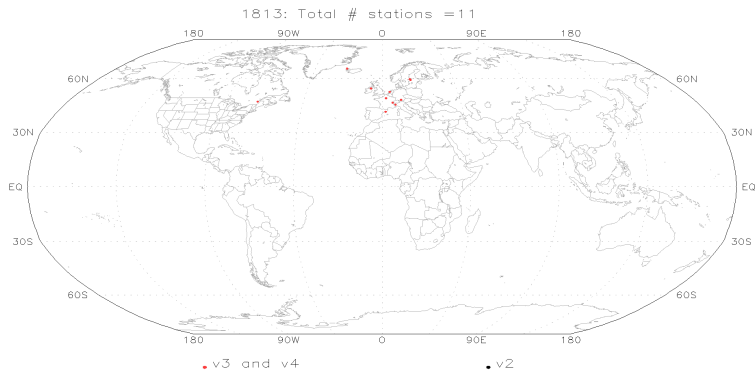 1813: Total # stations =11
180 90W 0 90E 180
60N 60N
30N 30N
EQ EQ
30S 30S
60S 60S
180 90W 0 90E 180
v3 and v4 v2